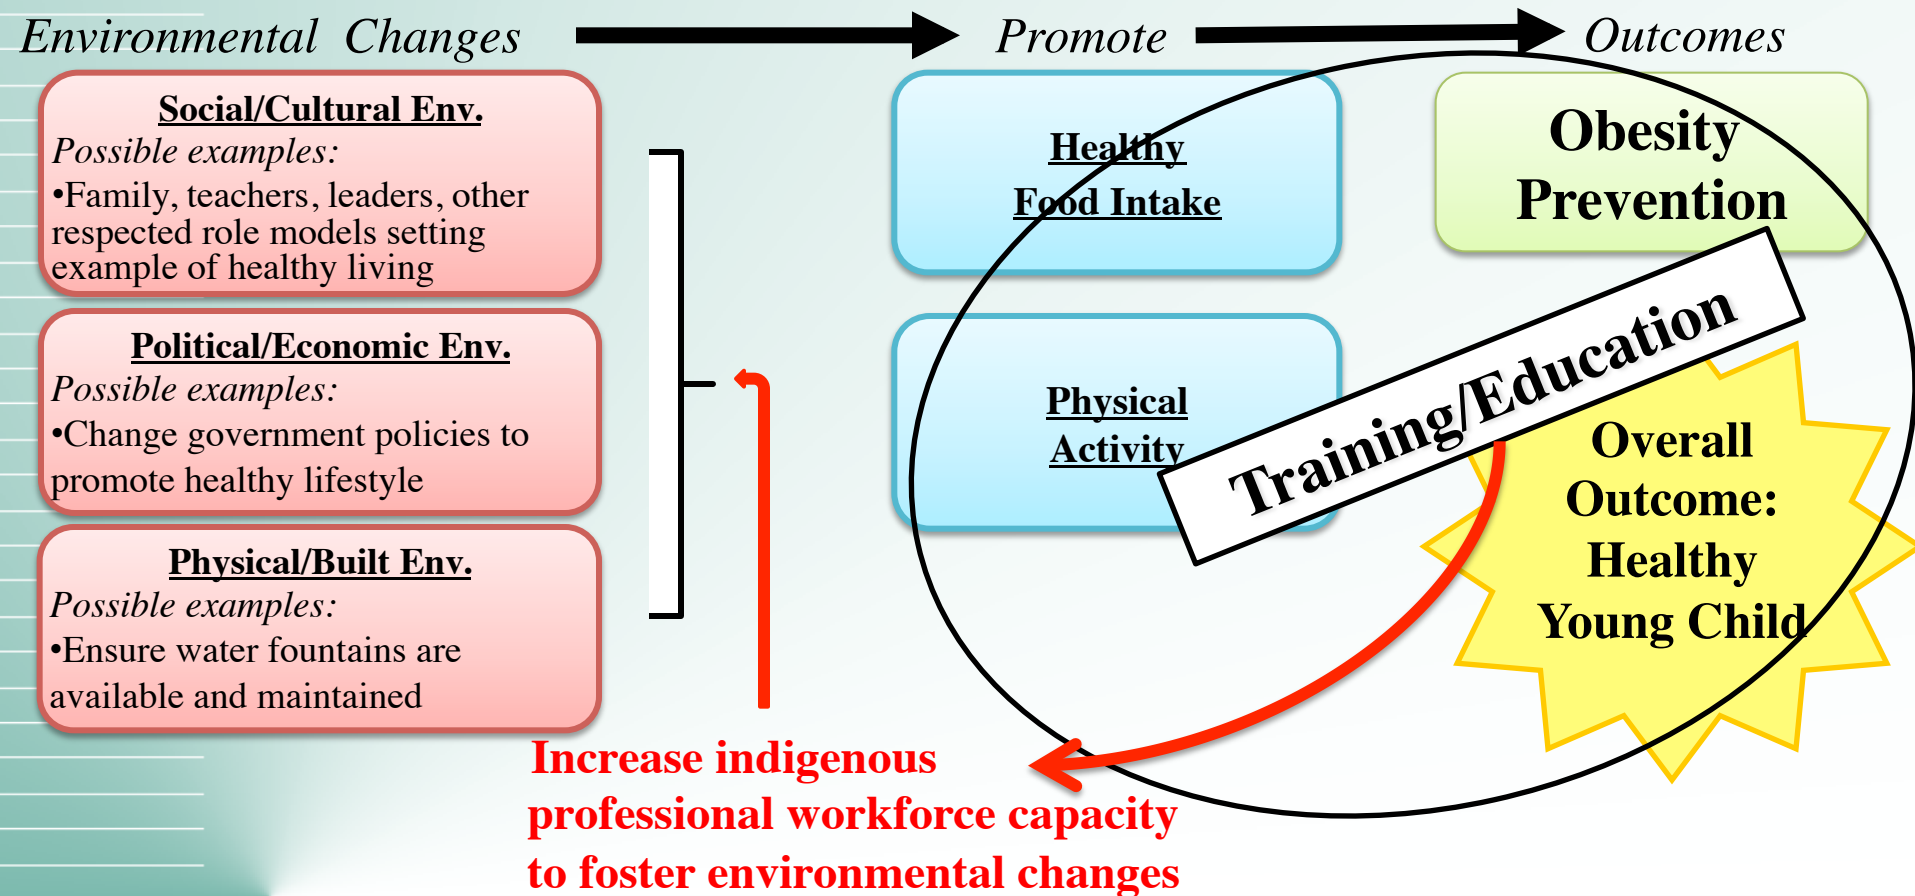 Environmental Changes
Promote
Outcomes
Social/Cultural Env.
Possible examples:
•Family, teachers, leaders, other
respected role models setting
example of healthy living
Political/Economic Env.
Possible examples:
•Change government policies to
promote healthy lifestyle
Physical/Built Env.
Possible examples:
•Ensure water fountains are
available and maintained
Healthy
Food Intake
Physical
Activity
Obesity
Prevention
Training/Education
Overall
Outcome:
Healthy
Young Child
Increase indigenous
professional workforce capacity
to foster environmental changes